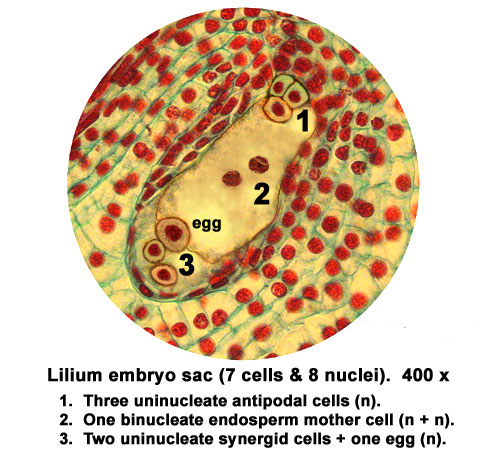 1
2
egg
3
Lilium embryo sac (7 cells & 8 nuclei). 400 x
1. Three uninucleate antipodal cells (n).
2. One binucleate endosperm mother cell (n + n).
3. Two uninucleate synergid cells + one egg (n).